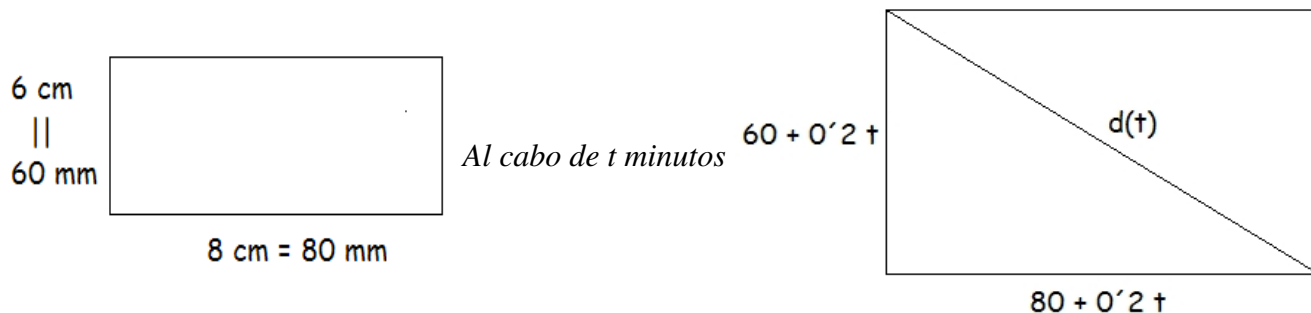 6 cm
||
60 mm
8 cm = 80 mm
Al cabo de t minutos
60 + 0´2 t
d(t)
80 + 0´2 t